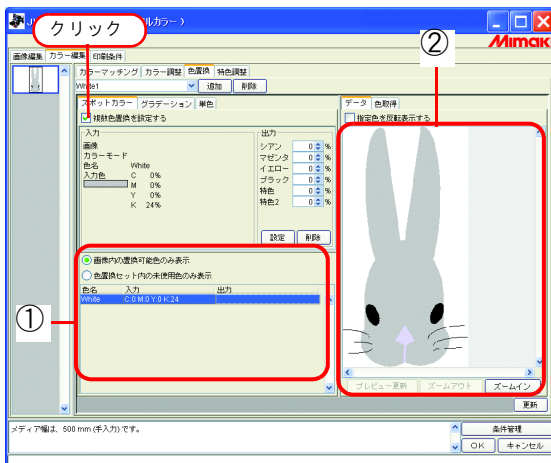 クリック
ルカラー )
②
Mimak
画像編集 カラー編集 印刷条件
カラーマッチング カラー調整 色置換 特色調整
White1 追加 削除
スポットカラー グラデーション 単色
データ 色取得
複数色置換を設定する
指定色を反転表示する
入力
出力
画像
カラーモード
色名 White
入力色 C 0%
M 0%
Y 0%
K 24%
シアン 0 %
マゼンタ 0 %
イエロー 0 %
ブラック 0 %
特色 0 %
特色2 0 %
設定 削除
画像内の置換可能色のみ表示
色置換セット内の未使用色のみ表示
色名 入力 出力
White C:0 M:0 Y:0 K:24
①
プレビュー更新 ズームアウト ズームイン
更新
メディア幅は、500 mm (手入力) です。
条件管理
OK キャンセル